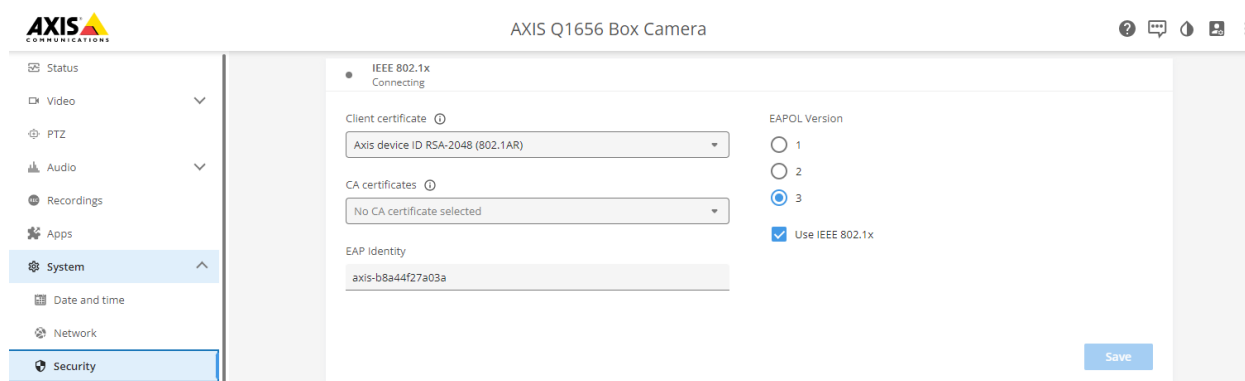 AXIS
COMMUNICATIONS
AXIS Q1656 Box Camera
Status
Video
PTZ
Audio
Recordings
Apps
System
Date and time
Network
Security
IEEE 802.1x
Connecting
Client certificate
Axis device ID RSA-2048 (802.1AR)
CA certificates
No CA certificate selected
EAP Identity
axis-b8a44f27a03a
EAPOL Version
1
2
3
Use IEEE 802.1x
Save